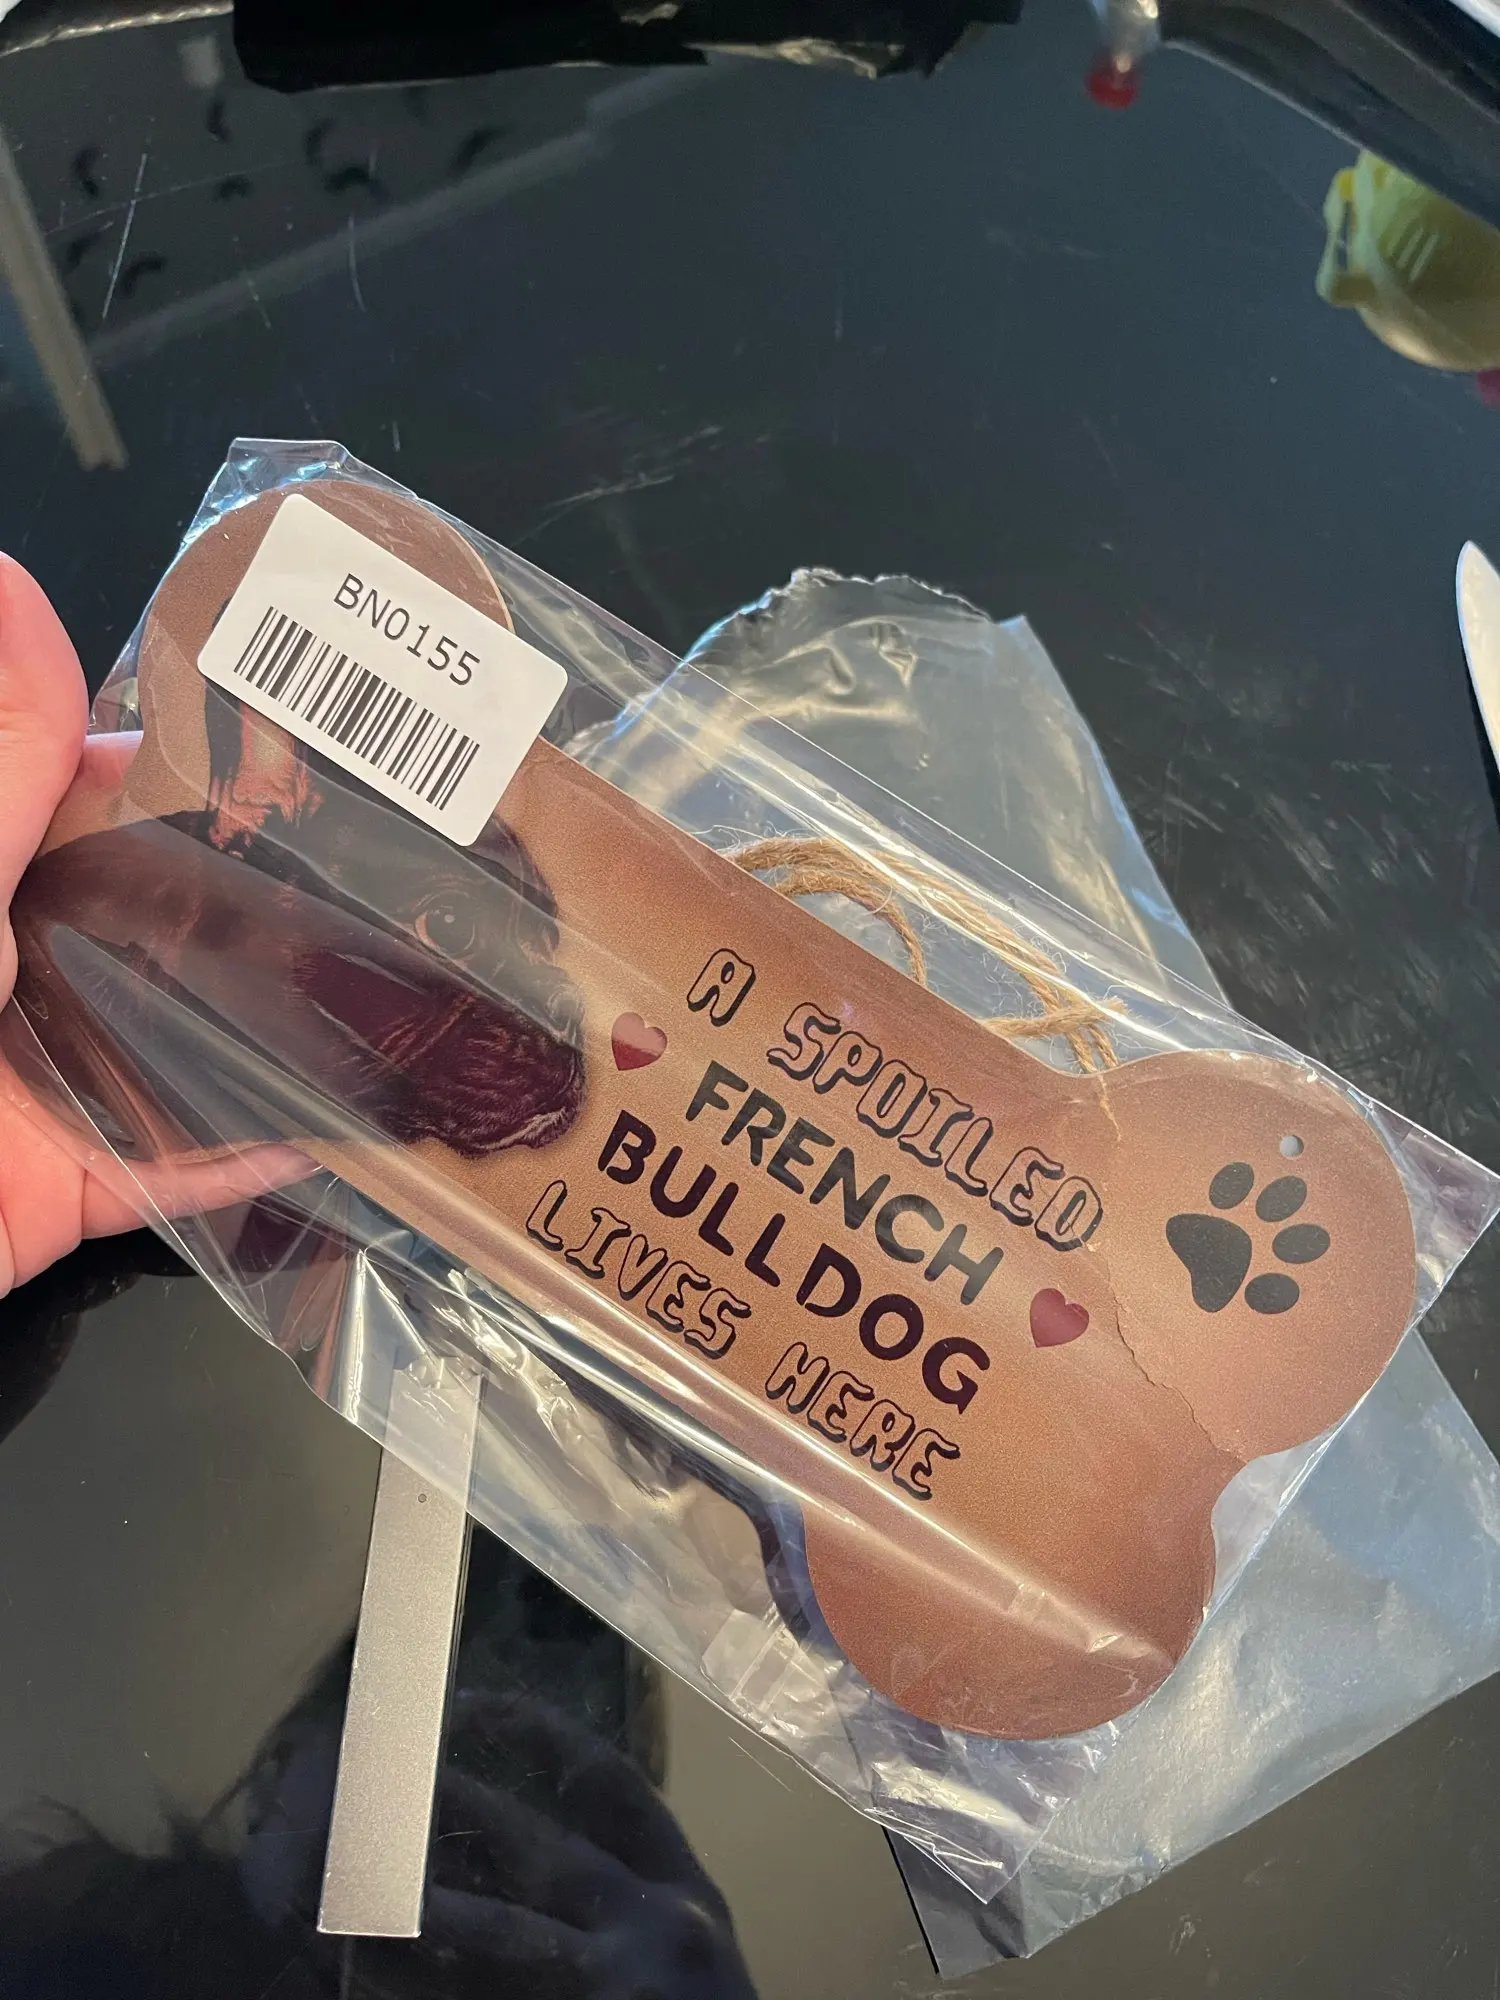 BN0155
A SPOILED
FRENCH
BULLDOG
LIVES HERE